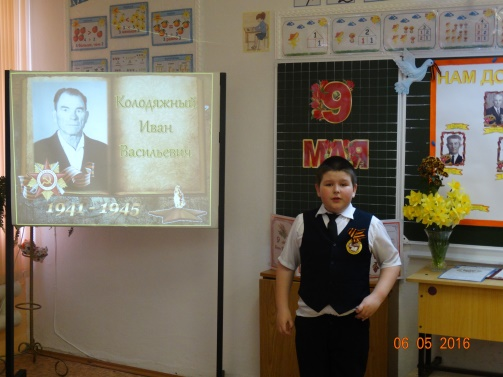 Колодяжный
Иван
Васильевич
1941-1945
9
МАЯ
НАМ ДО
06 05 2016